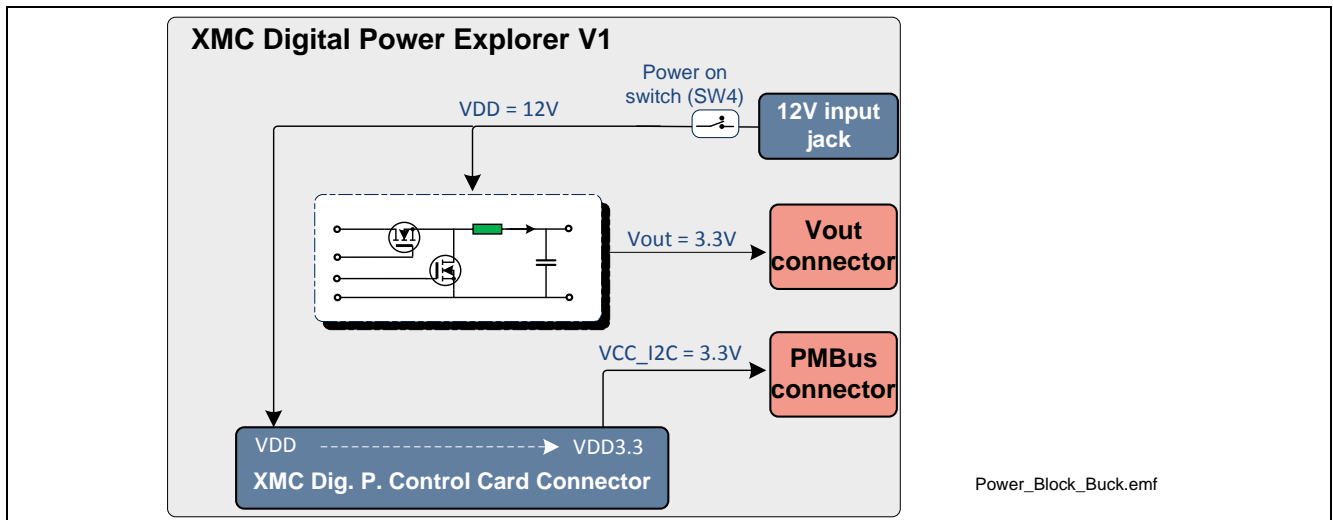 XMC Digital Power Explorer V1
Power on
switch (SW4)
VDD = 12V
12V input
jack
Vout = 3.3V
Vout
connector
VCC_I2C = 3.3V
PMBus
connector
VDD
VDD3.3
XMC Dig. P. Control Card Connector
Power_Block_Buck.emf